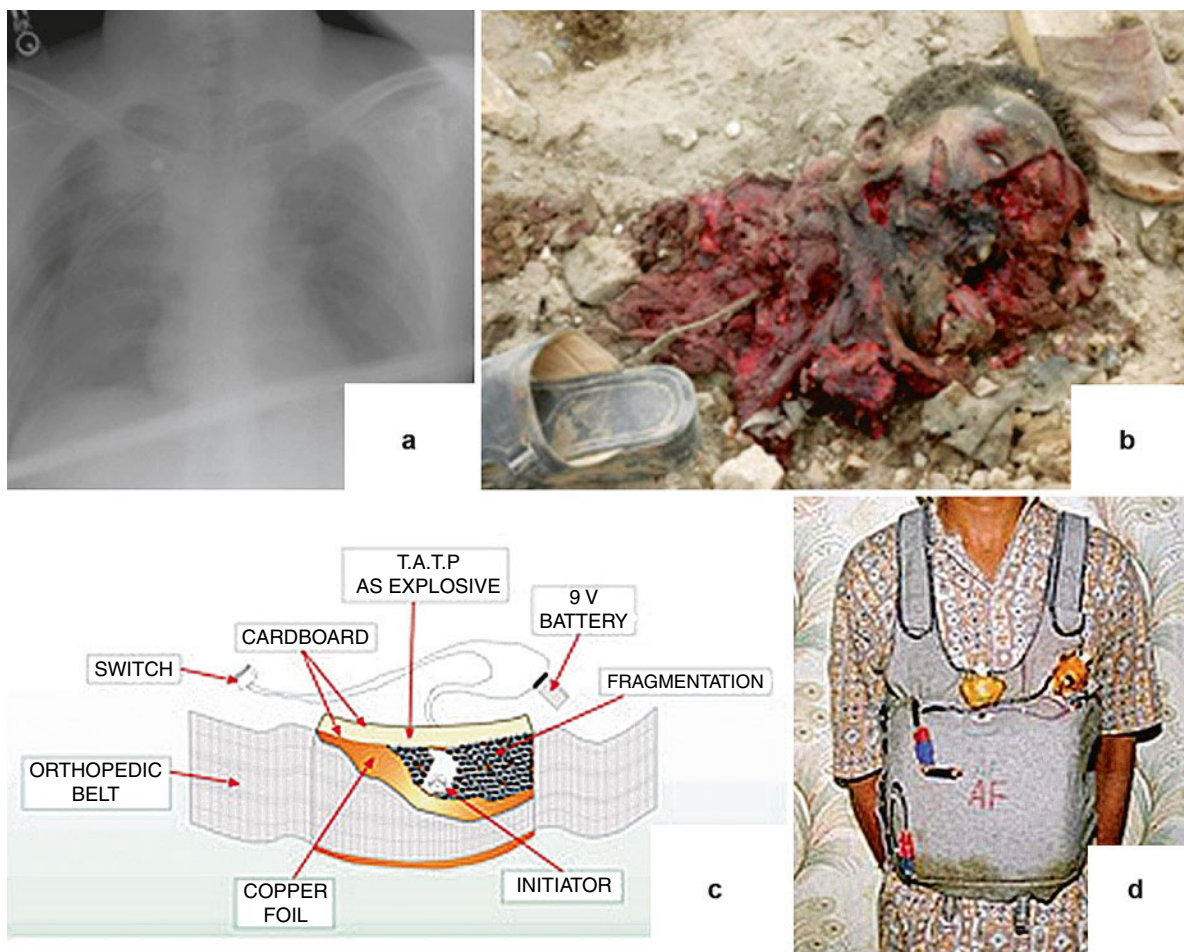 a
b
T.A.T.P
AS EXPLOSIVE
9 V
BATTERY
CARDBOARD
SWITCH
FRAGMENTATION
ORTHOPEDIC
BELT
COPPER
FOIL
INITIATOR
c
AF
d